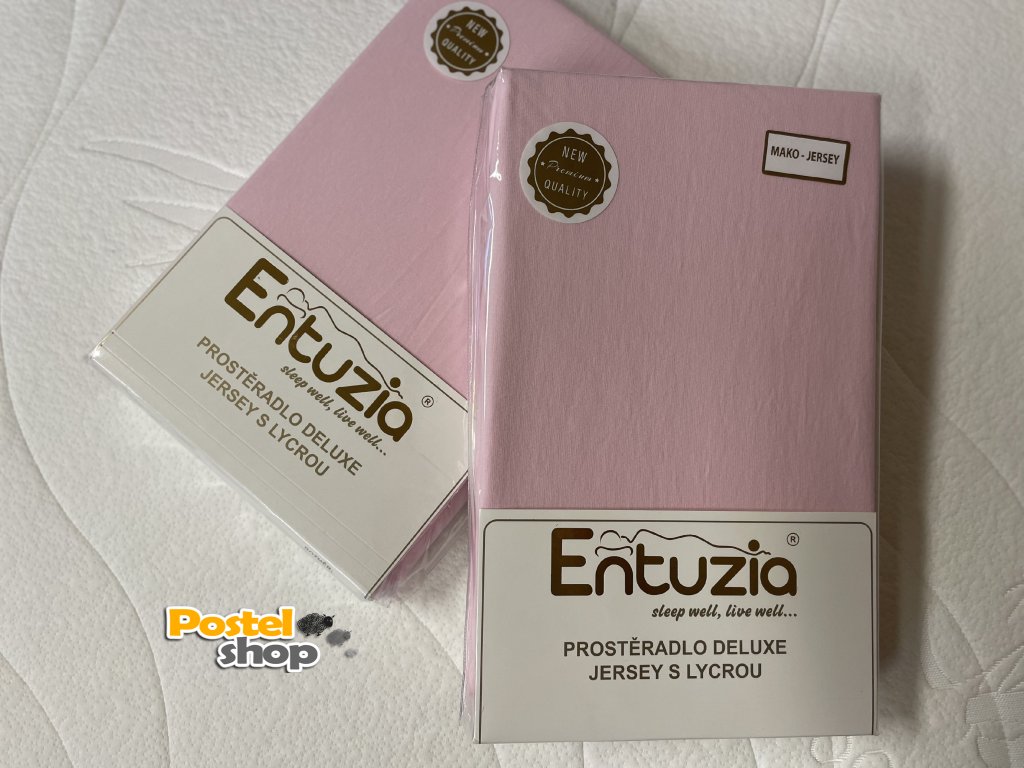 NEW
Premium
QUALITY
Entuzia ®
sleep well, live well...
PROSTĚRADLO DELUXE
JERSEY S LYCROU
NEW
Premium
QUALITY
MAKO - JERSEY
Entuzia ®
sleep well, live well...
PROSTĚRADLO DELUXE
JERSEY S LYCROU
Postel
shop